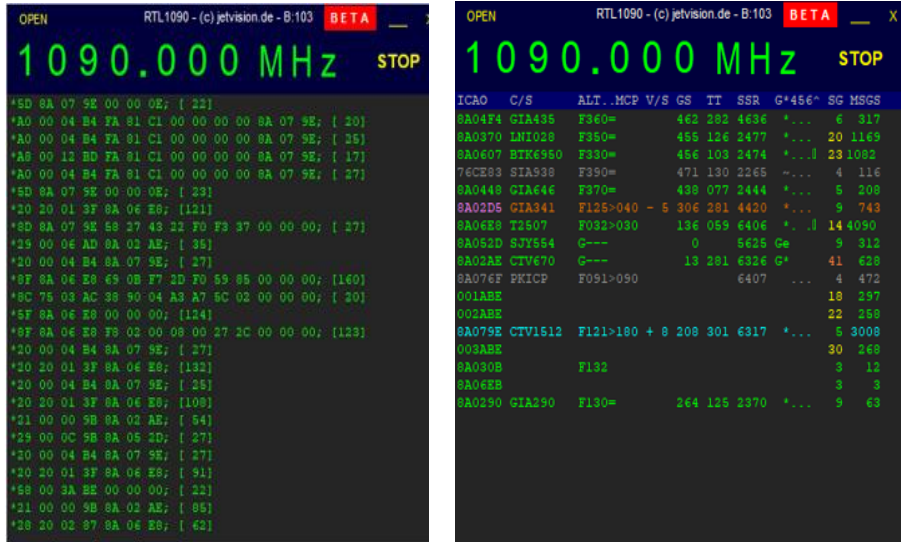 OPEN RTL1090 - (c) jetvision.de - B:103 BETA _
1090.000 MHz STOP
*5D 8A 07 9E 00 00 0E; [ 22]
*A0 00 04 B4 FA 81 C1 00 00 00 00 8A 07 9E; [ 20]
*A0 00 04 B4 FA 81 C1 00 00 00 00 8A 07 9E; [ 25]
*A8 00 12 BD FA 81 C1 00 00 00 00 8A 07 9E; [ 17]
*A0 00 04 B4 FA 81 C1 00 00 00 00 8A 07 9E; [ 27]
*5D 8A 07 9E 00 00 0E; [ 23]
*20 20 01 3F 8A 06 E8; [121]
*8D 8A 07 9E 58 27 43 22 F0 F3 37 00 00 00; [ 27]
*29 00 06 AD 8A 02 AE; [ 35]
*20 00 04 B4 8A 07 9E; [ 27]
*8F 8A 06 E8 69 0B F7 2D F0 59 85 00 00 00; [160]
*8C 75 03 AC 38 90 04 A3 A7 5C 02 00 00 00; [ 20]
*5F 8A 06 E8 00 00 00; [124]
*8F 8A 06 E8 F8 02 00 08 00 27 2C 00 00 00; [123]
*20 00 04 B4 8A 07 9E; [ 27]
*20 20 01 3F 8A 06 E8; [132]
*20 00 04 B4 8A 07 9E; [ 25]
*20 20 01 3F 8A 06 E8; [108]
*21 00 00 5B 8A 02 AE; [ 54]
*29 00 0C 5B 8A 05 2D; [ 27]
*20 00 04 B4 8A 07 9E; [ 27]
*20 20 01 3F 8A 06 E8; [ 91]
*58 00 3A BE 00 00 00; [ 22]
*21 00 00 5B 8A 02 AE; [ 85]
*28 20 02 87 8A 06 E8; [ 62]
OPEN RTL1090 - (c) jetvision.de - B:103 BETA _ X
1090.000 MHz STOP
ICAO C/S ALT..MCP V/S GS TT SSR G*456^ SG MSGS
8A04F4 GIA435 F360= 462 282 4636 *... 6 317
8A0370 LNI028 F350= 455 126 2477 *... 20 1169
8A0607 BTK6950 F330= 456 103 2474 *... 23 1082
76CE83 SIA938 F390= 471 130 2265 ~... 4 116
8A0448 GIA646 F370= 438 077 2444 *... 5 208
8A02D5 GIA341 F125>040 - 5 306 281 4420 *... 9 743
8A06E8 T2507 F032>030 136 059 6406 *. . 14 4090
8A052D SJY554 G--- 0 5625 Ge 9 312
8A02AE CTV670 G--- 13 281 6326 G* 41 628
8A076F PKICP F091>090 6407 ... 4 472
001ABE 18 297
002ABE 22 258
8A079E CTV1512 F121>180 + 8 208 301 6317 *... 5 3008
003ABE 30 268
8A030B F132 3 12
8A06EB 3 3
8A0290 GIA290 F130= 264 125 2370 *... 9 63